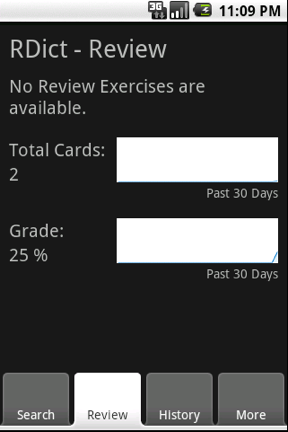 3G 11:09 PM
RDict - Review
No Review Exercises are
available.
Total Cards:
2
Past 30 Days
Grade:
25 %
Past 30 Days
Search Review History More